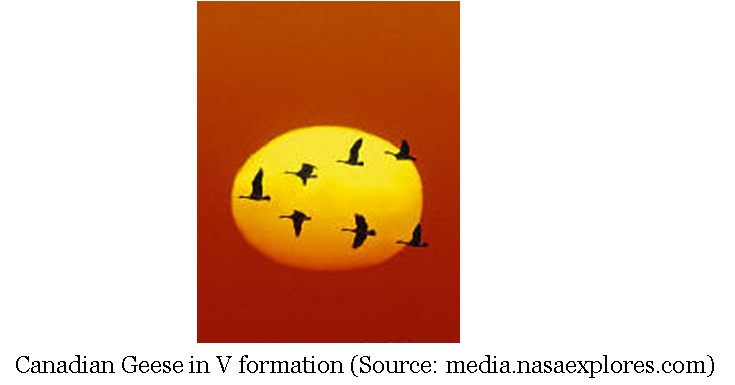 Canadian Geese in V formation (Source: media.nasaexplores.com)